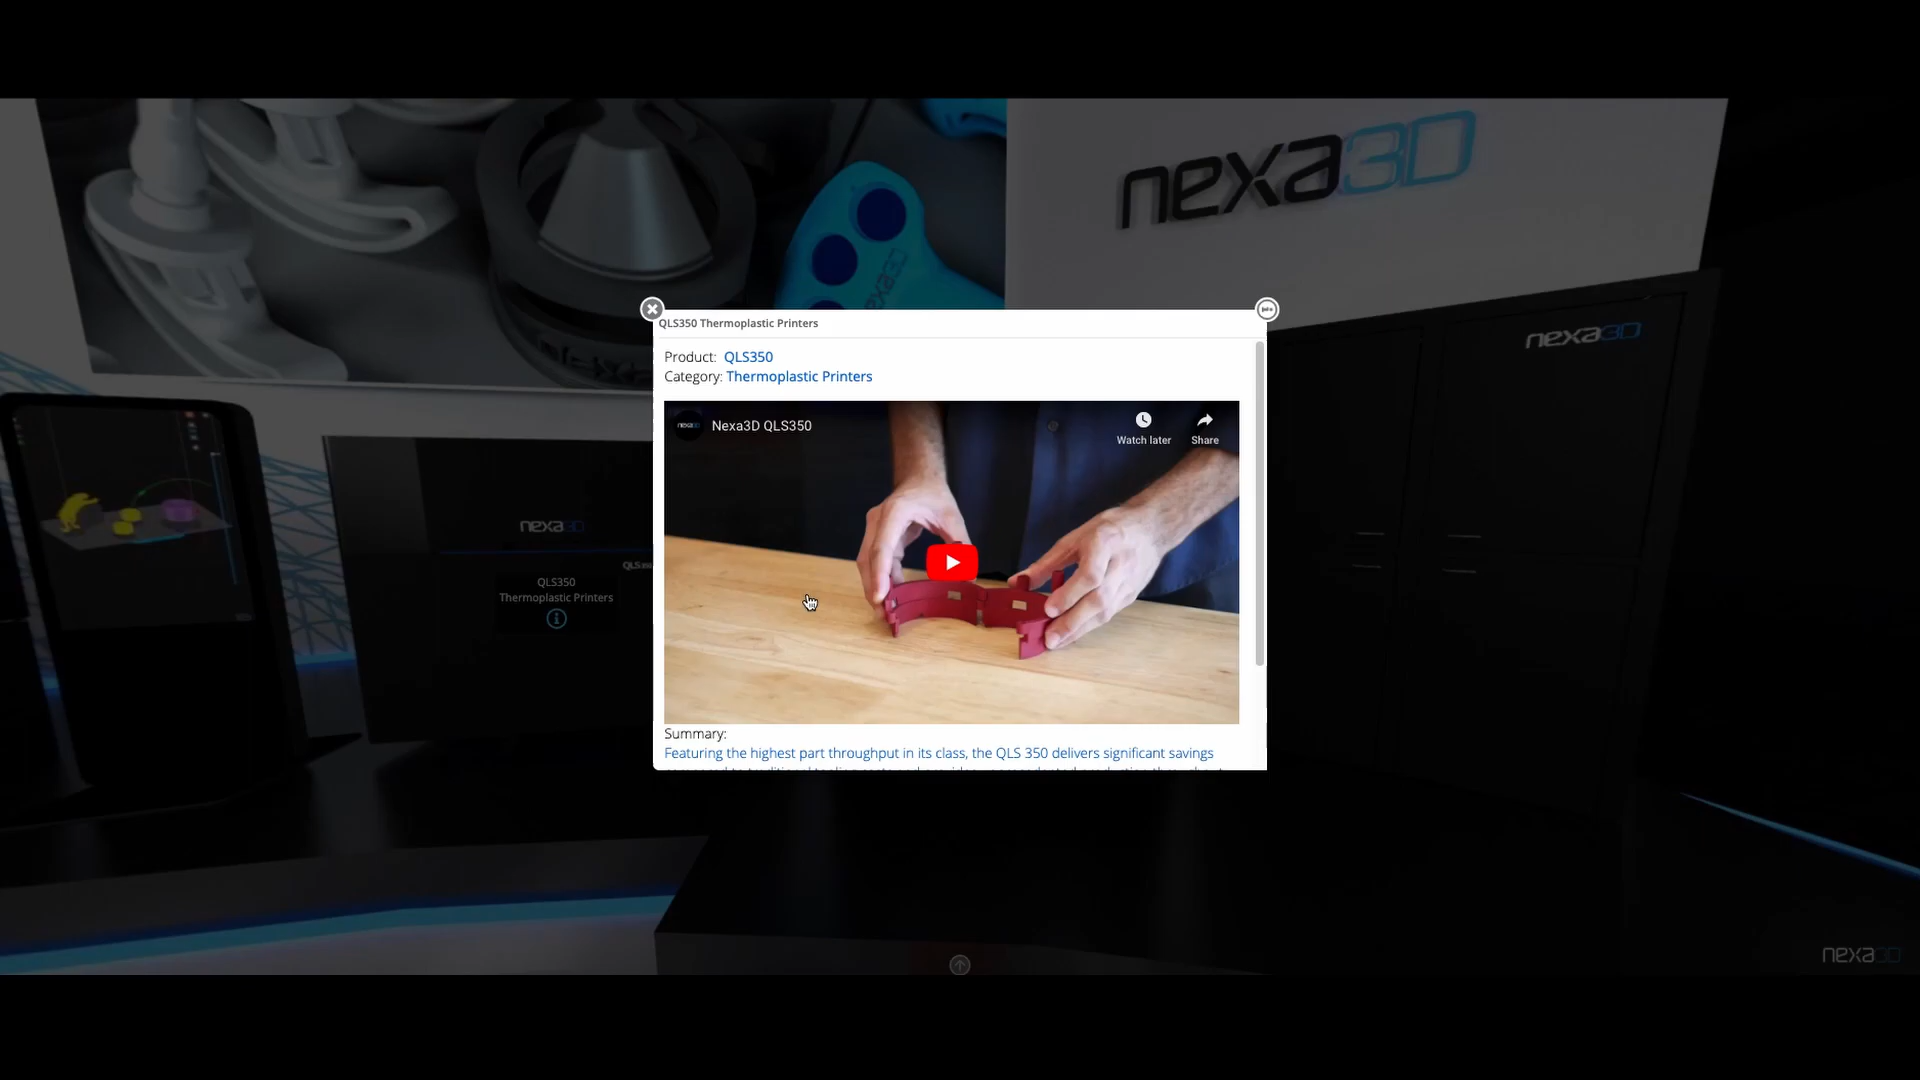 nexa3D
nexa3D
QLS350 Thermoplastic Printers
Product: QLS350
Category: Thermoplastic Printers
nexa3D
Nexa3D QLS350
Watch later
Share
nexa3D
QLS350
Thermoplastic Printers
i
Summary:
Featuring the highest part throughput in its class, the QLS 350 delivers significant savings
nexa3D